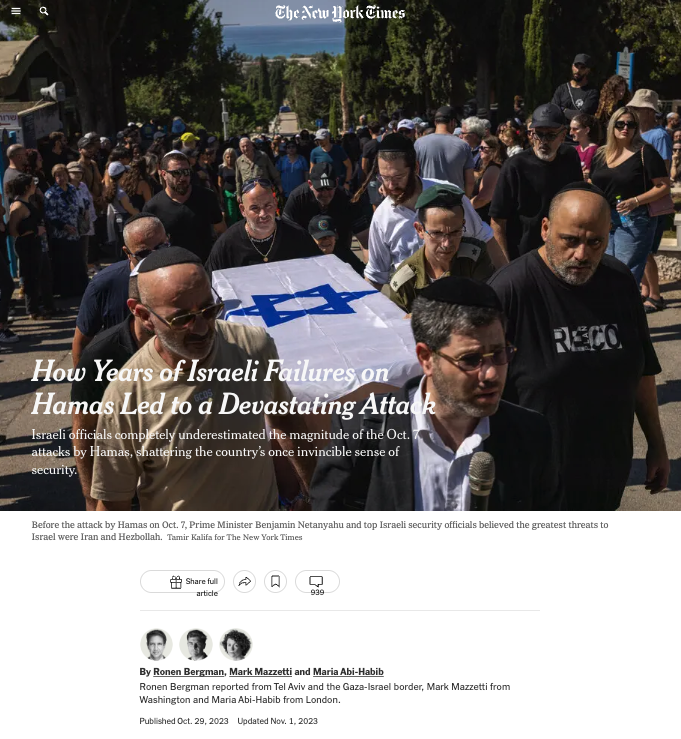 The New York Times
How Years of Israeli Failures on
Hamas Led to a Devastating Attack
Israeli officials completely underestimated the magnitude of the Oct. 7
attacks by Hamas, shattering the country's once invincible sense of
security.
Before the attack by Hamas on Oct. 7, Prime Minister Benjamin Netanyahu and top Israeli security officials believed the greatest threats to
Israel were Iran and Hezbollah. Tamir Kalifa for The New York Times
Share full
article
939
By Ronen Bergman, Mark Mazzetti and Maria Abi-Habib
Ronen Bergman reported from Tel Aviv and the Gaza-Israel border, Mark Mazzetti from
Washington and Maria Abi-Habib from London.
Published Oct. 29, 2023 Updated Nov. 1, 2023